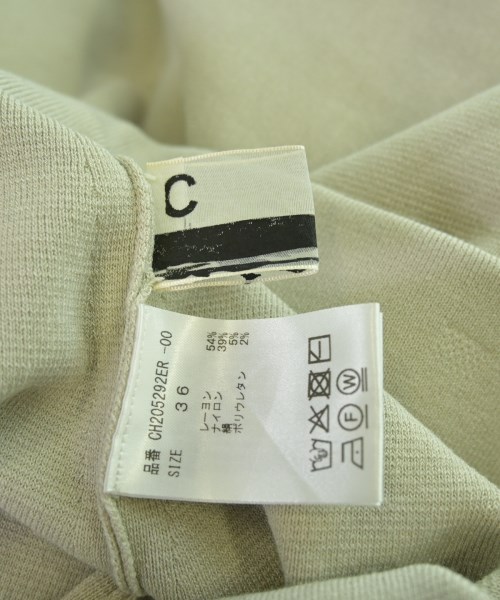 C
品番 CH205292ER -00
SIZE 36
レーヨン 54%
ナイロン 39%
綿 5%
ポリウレタン 2%
F W